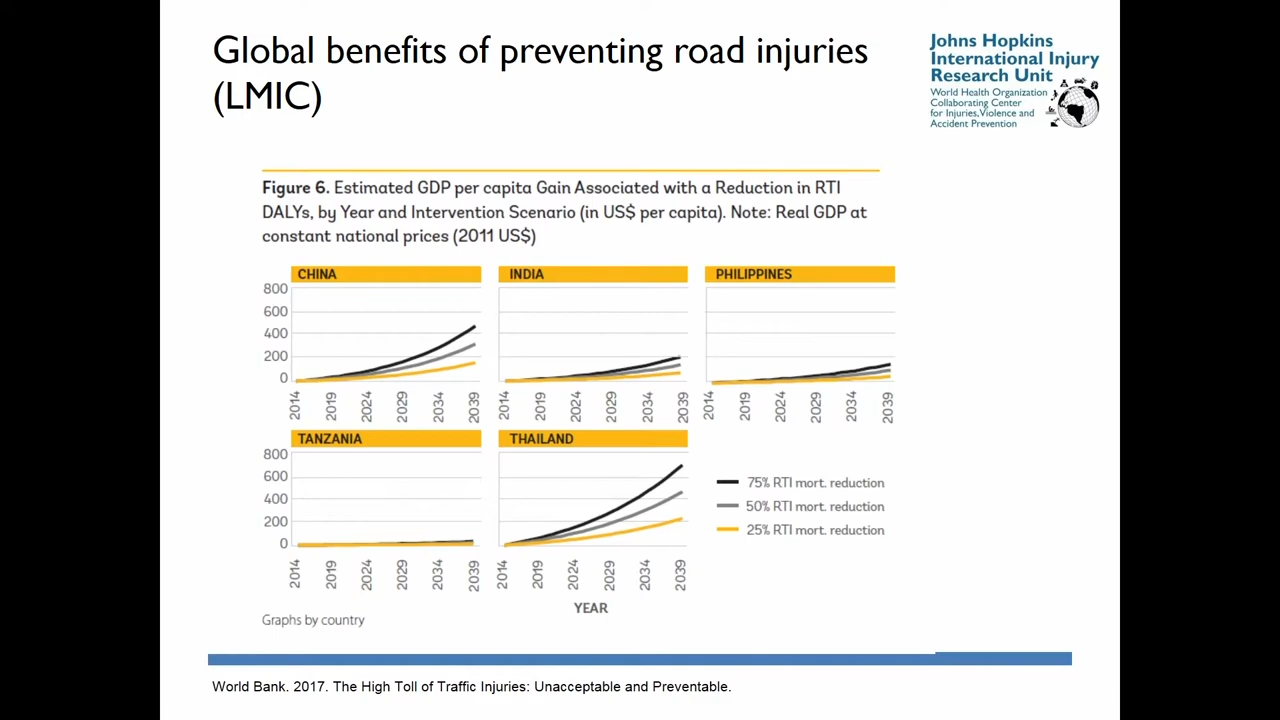 Global benefits of preventing road injuries
(LMIC)
Johns Hopkins
International Injury
Research Unit
World Health Organization
Collaborating Center
for Injuries, Violence and
Accident Prevention
Figure 6. Estimated GDP per capita Gain Associated with a Reduction in RTI
DALYs, by Year and Intervention Scenario (in US$ per capita). Note: Real GDP at
constant national prices (2011 US$)
CHINA
800
600
400
200
0
2014 2019 2024 2029 2034 2039
INDIA
2014 2019 2024 2029 2034 2039
PHILIPPINES
2014 2019 2024 2029 2034 2039
TANZANIA
800
600
400
200
0
2014 2019 2024 2029 2034 2039
THAILAND
2014 2019 2024 2029 2034 2039
75% RTI mort. reduction
50% RTI mort. reduction
25% RTI mort. reduction
YEAR
Graphs by country
World Bank. 2017. The High Toll of Traffic Injuries: Unacceptable and Preventable.